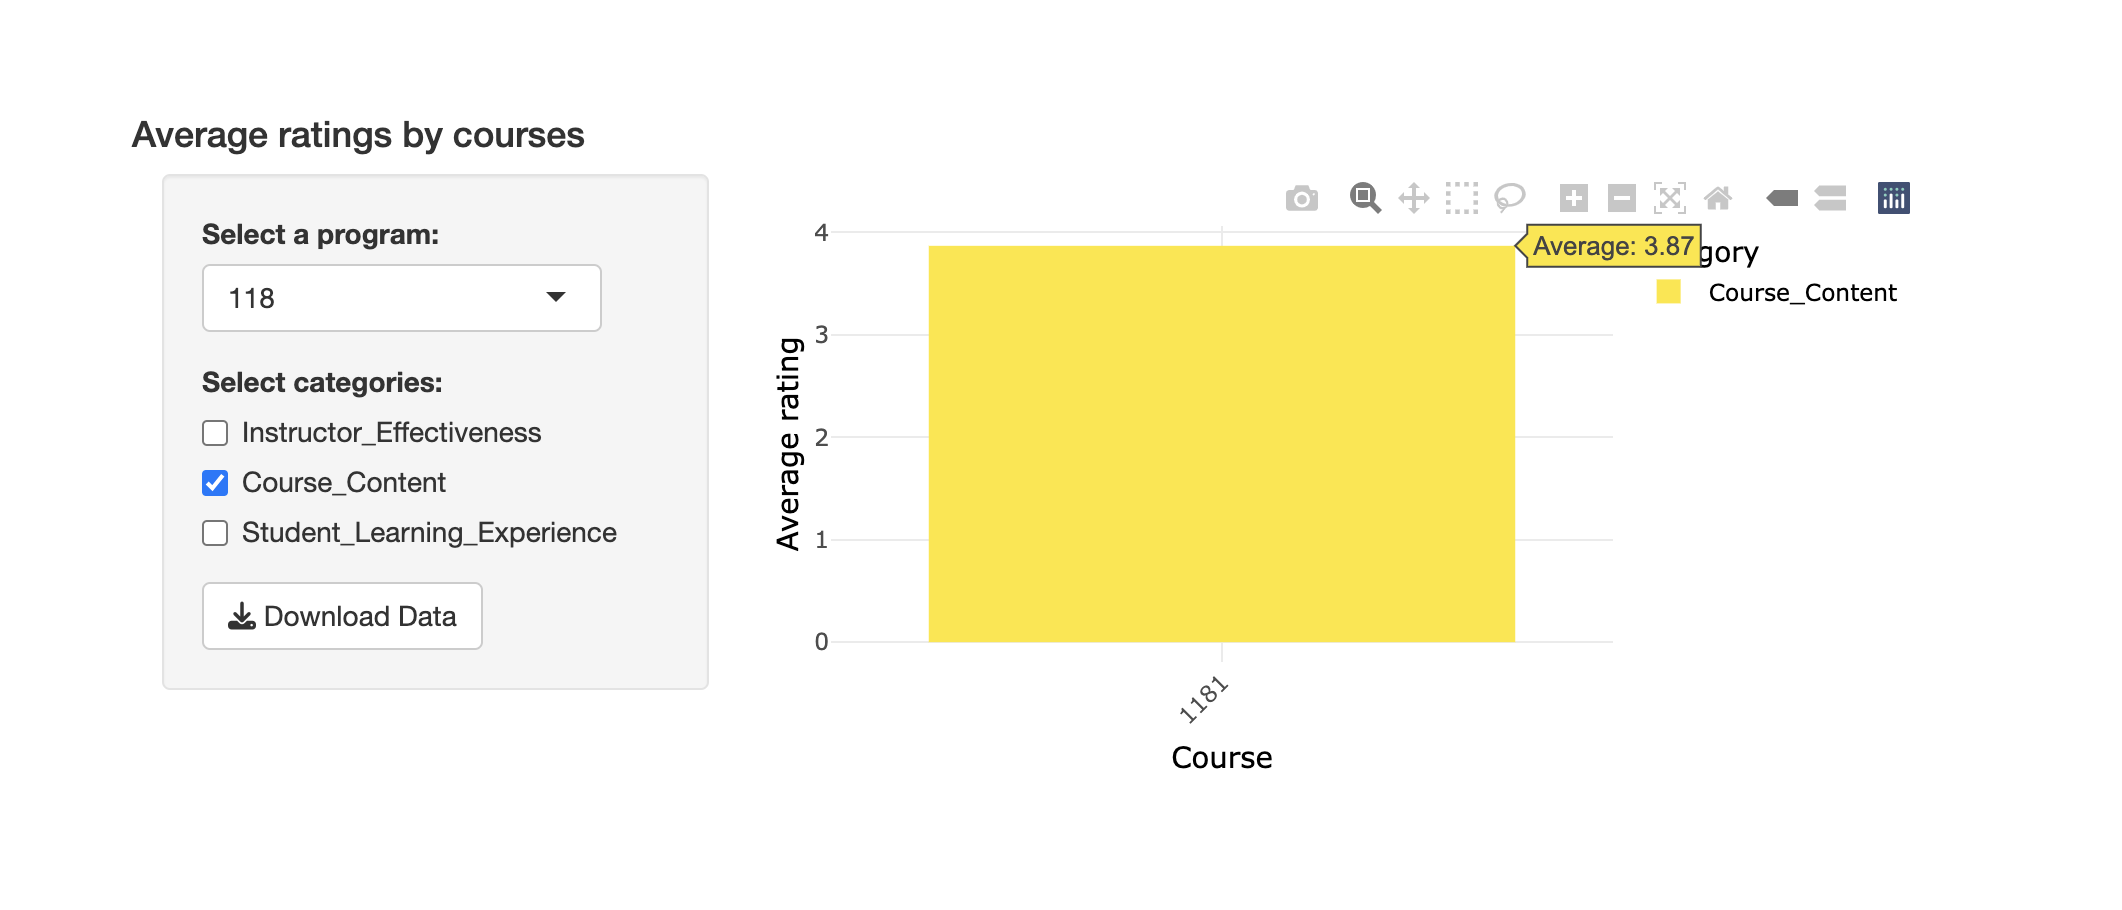 Average ratings by courses
Select a program:
118
Select categories:
Instructor_Effectiveness
Course_Content
Student_Learning_Experience
Download Data
4
3
2
1
0
Average rating
1181
Course
Average: 3.87
gory
Course_Content